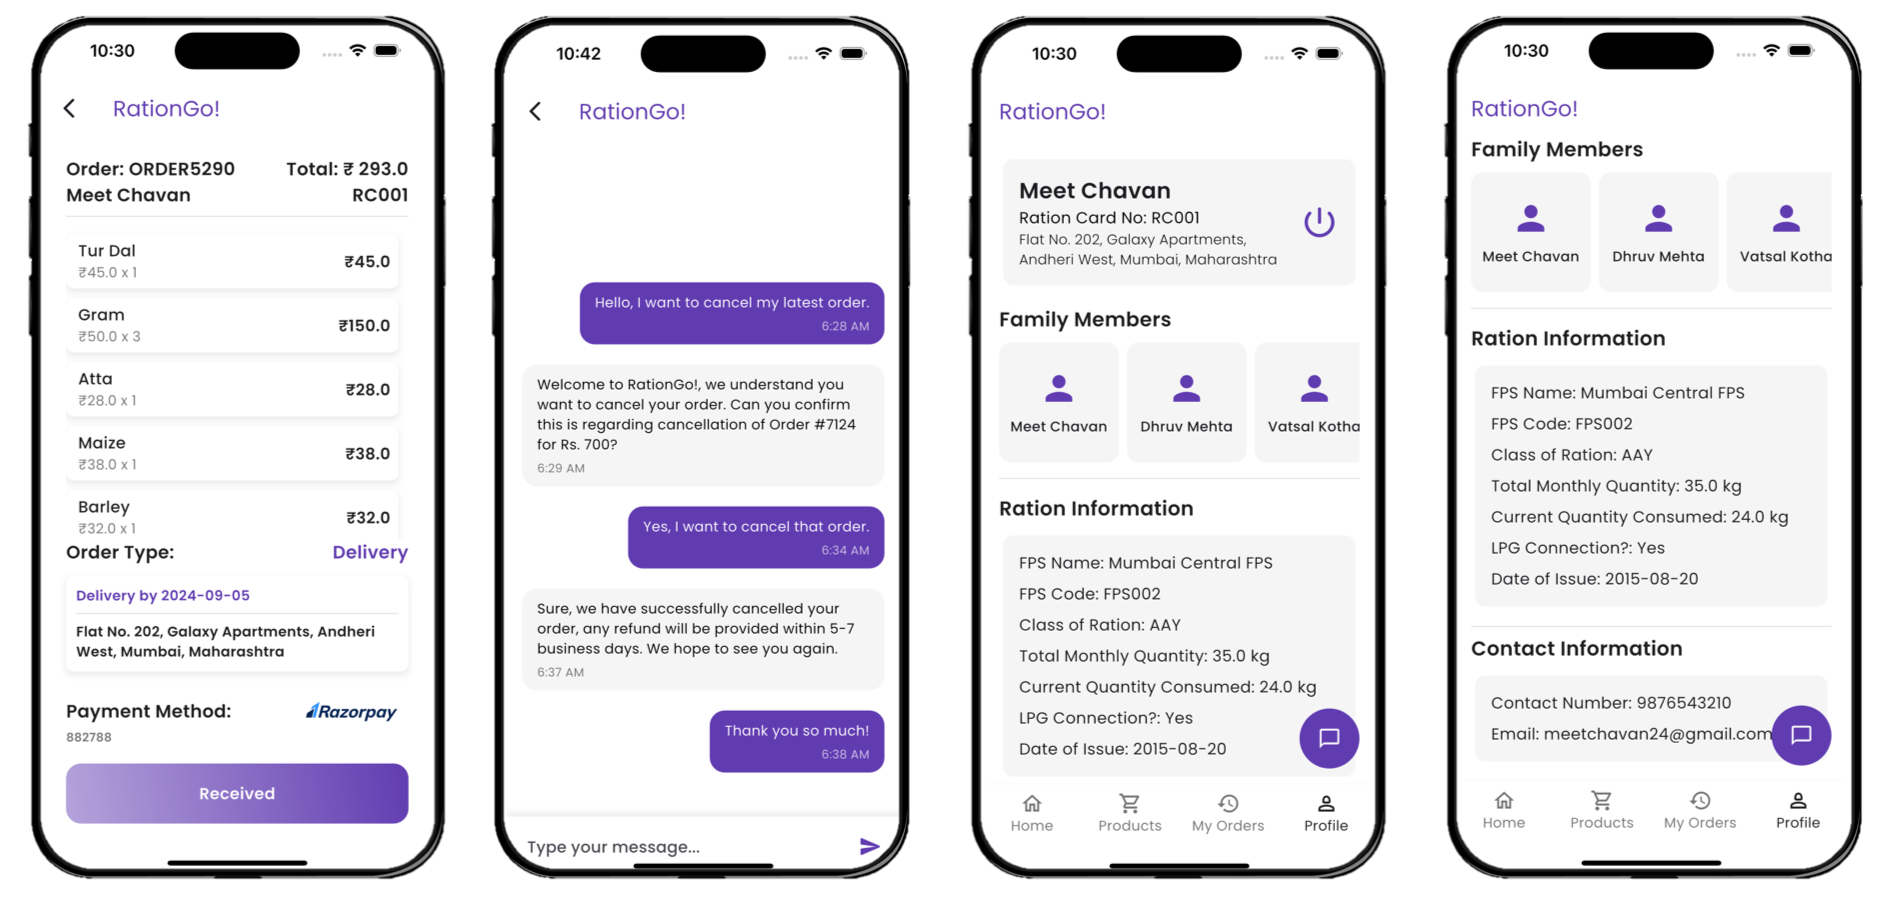 10:30
RationGo!
Order: ORDER5290 Total: ₹ 293.0
Meet Chavan RC001
Tur Dal
₹45.0 x 1
₹45.0
Gram
₹50.0 x 3
₹150.0
Atta
₹28.0 x 1
₹28.0
Maize
₹38.0 x 1
₹38.0
Barley
₹32.0 x 1
₹32.0
Order Type: Delivery
Delivery by 2024-09-05
Flat No. 202, Galaxy Apartments, Andheri
West, Mumbai, Maharashtra
Payment Method: Razorpay
882788
Received
10:42
RationGo!
Hello, I want to cancel my latest order.
6:28 AM
Welcome to RationGo!, we understand you
want to cancel your order. Can you confirm
this is regarding cancellation of Order #7124
for Rs. 700?
6:29 AM
Yes, I want to cancel that order.
6:34 AM
Sure, we have successfully cancelled your
order, any refund will be provided within 5-7
business days. We hope to see you again.
6:37 AM
Thank you so much!
6:38 AM
Type your message...
10:30
RationGo!
Meet Chavan
Ration Card No: RC001
Flat No. 202, Galaxy Apartments,
Andheri West, Mumbai, Maharashtra
Family Members
Meet Chavan Dhruv Mehta Vatsal Kotha
Ration Information
FPS Name: Mumbai Central FPS
FPS Code: FPS002
Class of Ration: AAY
Total Monthly Quantity: 35.0 kg
Current Quantity Consumed: 24.0 kg
LPG Connection?: Yes
Date of Issue: 2015-08-20
Home Products My Orders Profile
10:30
RationGo!
Family Members
Meet Chavan Dhruv Mehta Vatsal Kotha
Ration Information
FPS Name: Mumbai Central FPS
FPS Code: FPS002
Class of Ration: AAY
Total Monthly Quantity: 35.0 kg
Current Quantity Consumed: 24.0 kg
LPG Connection?: Yes
Date of Issue: 2015-08-20
Contact Information
Contact Number: 9876543210
Email: meetchavan24@gmail.com
Home Products My Orders Profile